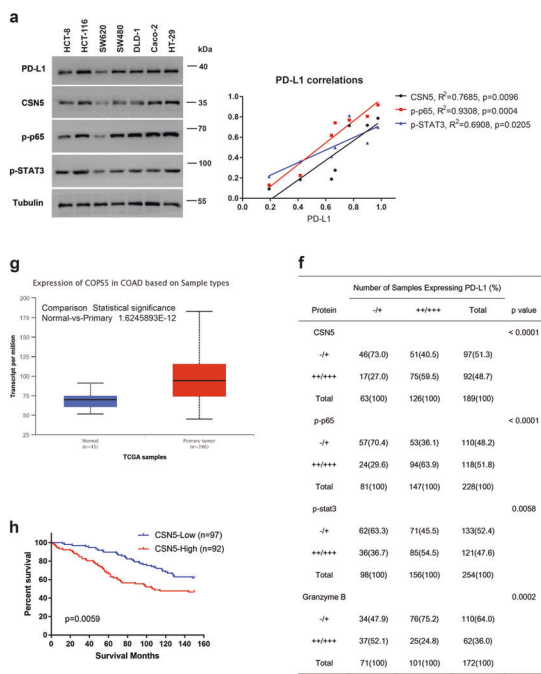 a
HCT-8
HCT-116
SW620
SW480
DLD-1
Caco-2
HT-29
kDa
PD-L1
40
CSN5
35
p-p65
70
p-STAT3
100
Tubulin
55
PD-L1 correlations
1.0
0.8
0.6
0.4
0.2
0.0
0.0 0.2 0.4 0.6 0.8 1.0
PD-L1
CSN5, R²=0.7685, p=0.0096
p-p65, R²=0.9308, p=0.0004
p-STAT3, R²=0.6908, p=0.0205
g
Expression of COPS5 in COAD based on Sample types
Comparison Statistical significance
Normal-vs-Primary 1.6245893E-12
Transcript per million
200
175
150
125
100
75
50
25
Normal
(n=41)
Primary tumor
(n=286)
TCGA samples
h
CSN5-Low (n=97)
CSN5-High (n=92)
Percent survival
100
80
60
40
20
0
p=0.0059
0 20 40 60 80 100 120 140 160
Survival Months
f
Number of Samples Expressing PD-L1 (%)
Protein -/+ ++/+++ Total p value
CSN5 < 0.0001
-/+ 46(73.0) 51(40.5) 97(51.3)
++/+++ 17(27.0) 75(59.5) 92(48.7)
Total 63(100) 126(100) 189(100)
p-p65 < 0.0001
-/+ 57(70.4) 53(36.1) 110(48.2)
++/+++ 24(29.6) 94(63.9) 118(51.8)
Total 81(100) 147(100) 228(100)
p-stat3 0.0058
-/+ 62(63.3) 71(45.5) 133(52.4)
++/+++ 36(36.7) 85(54.5) 121(47.6)
Total 98(100) 156(100) 254(100)
Granzyme B 0.0002
-/+ 34(47.9) 76(75.2) 110(64.0)
++/+++ 37(52.1) 25(24.8) 62(36.0)
Total 71(100) 101(100) 172(100)